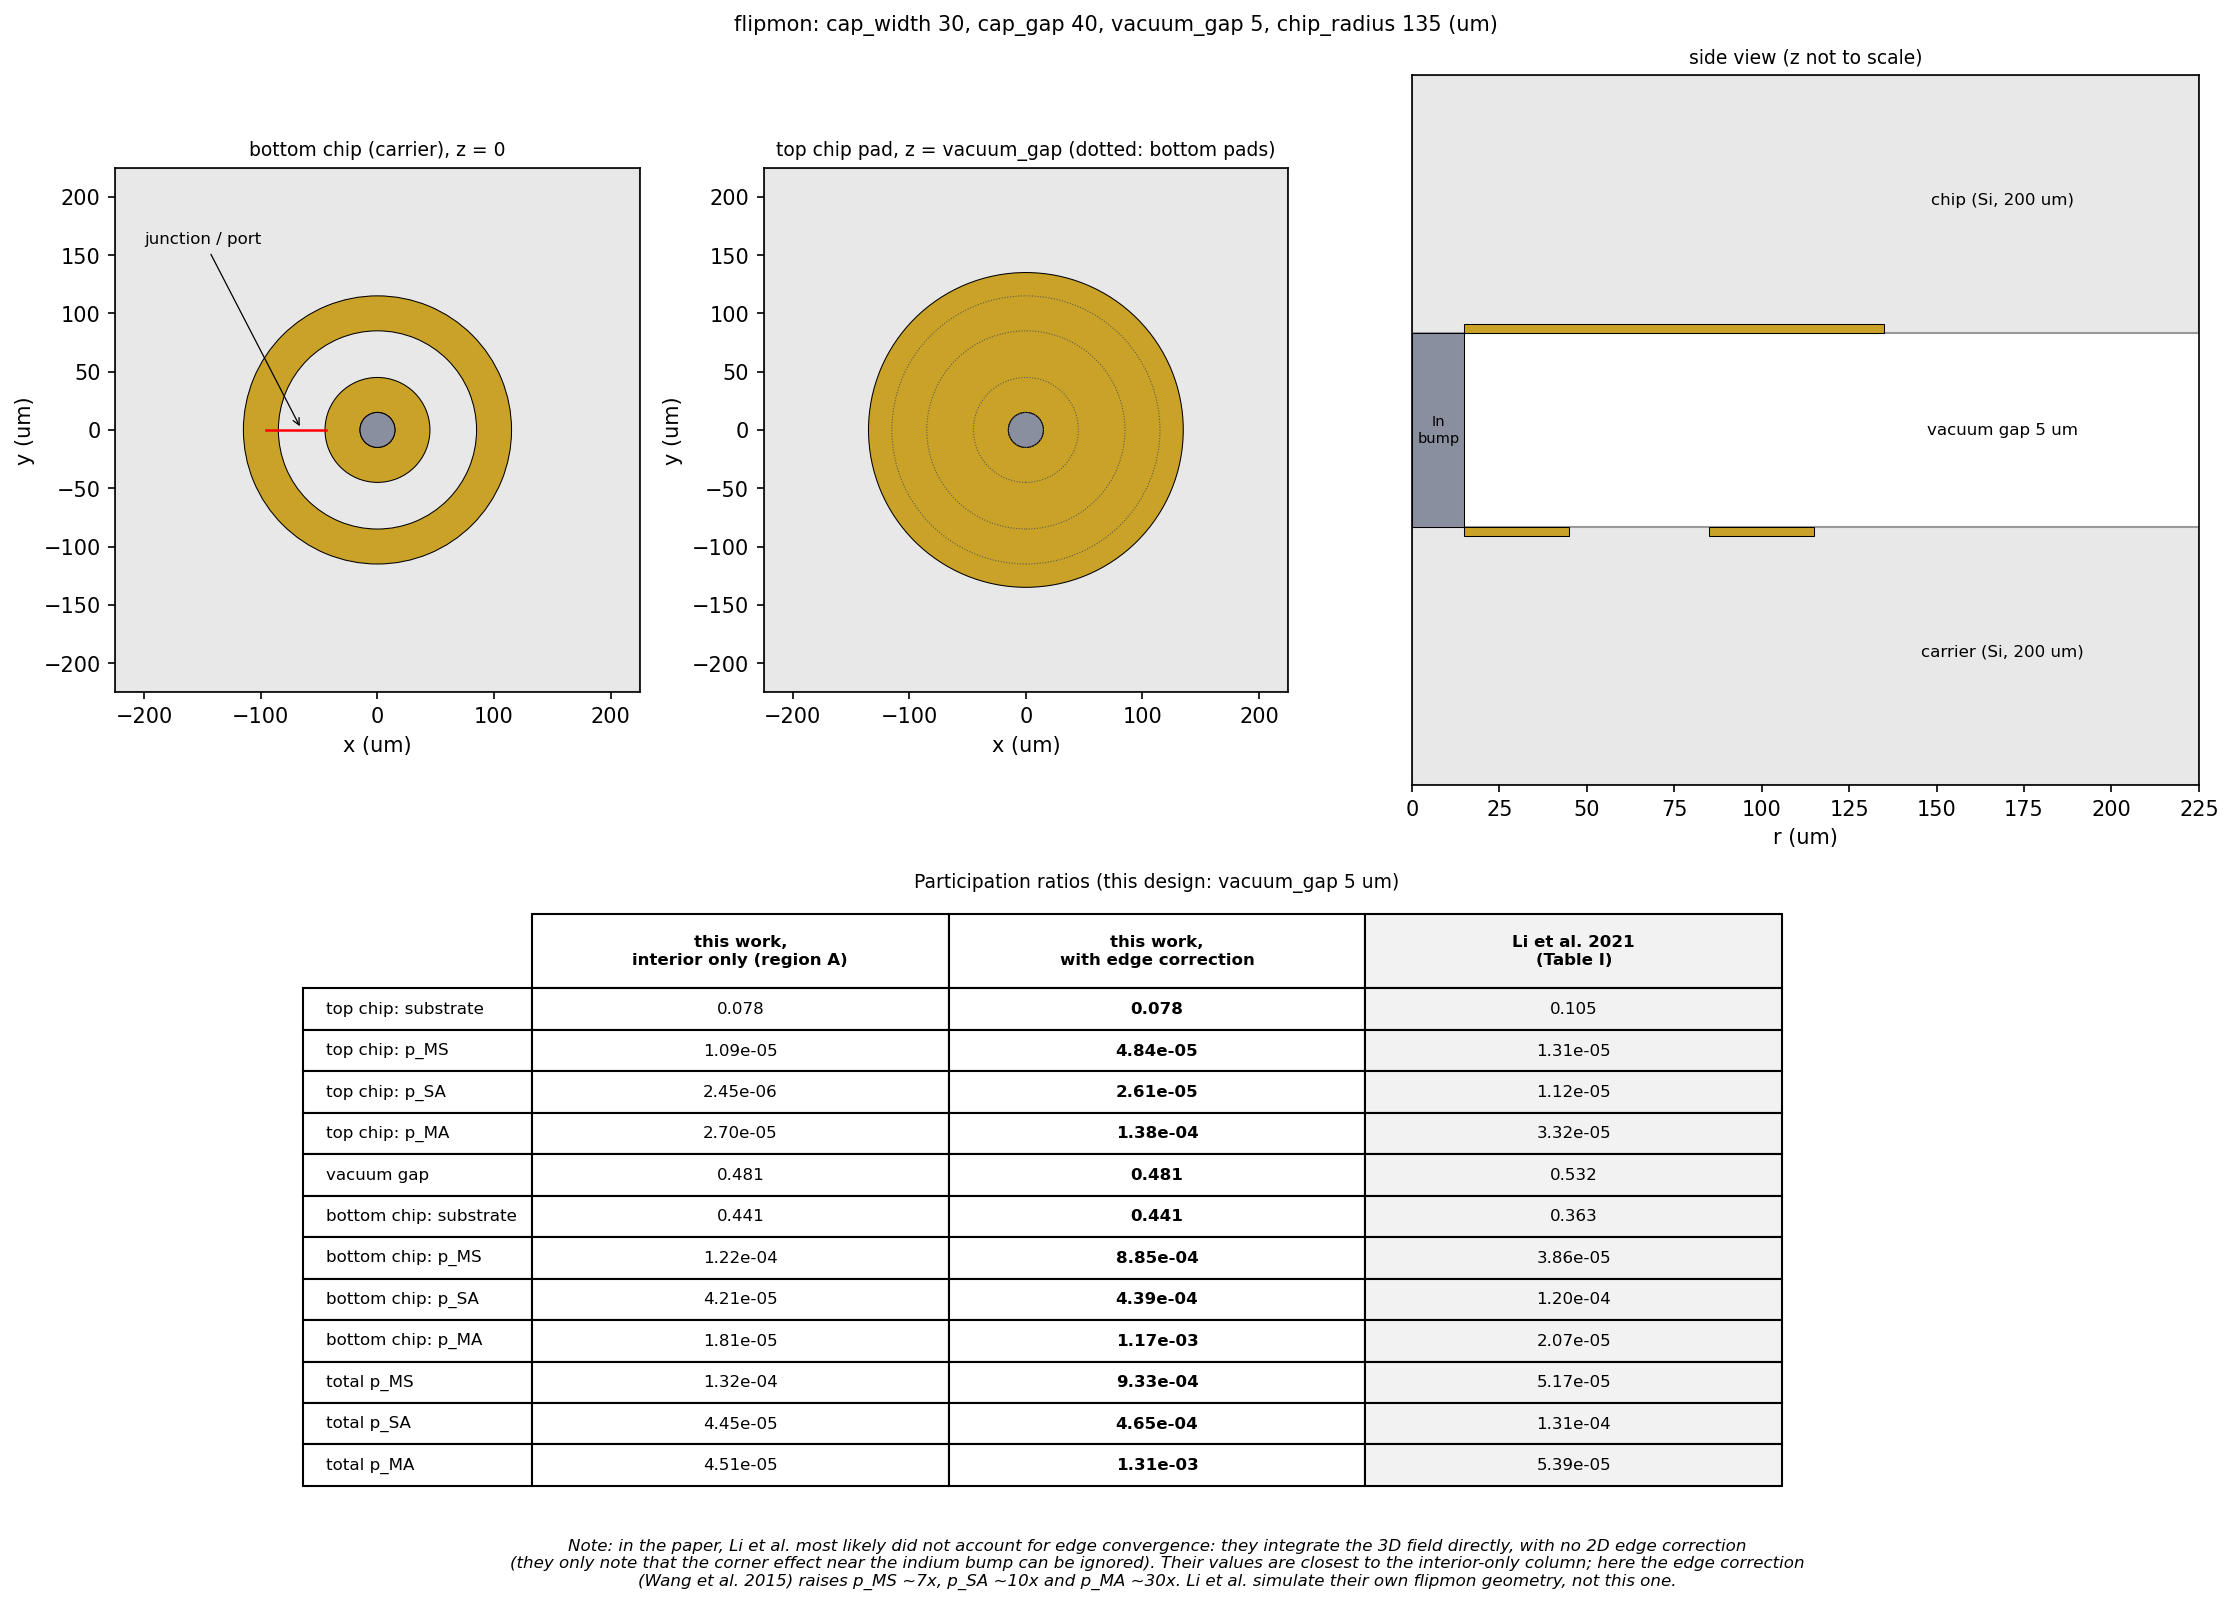 flipmon: cap_width 30, cap_gap 40, vacuum_gap 5, chip_radius 135 (um)
bottom chip (carrier), z = 0
200
150
100
50
0
−50
−100
−150
−200
y (um)
junction / port
−200 −100 0 100 200
x (um)
top chip pad, z = vacuum_gap (dotted: bottom pads)
200
150
100
50
0
−50
−100
−150
−200
y (um)
−200 −100 0 100 200
x (um)
side view (z not to scale)
chip (Si, 200 um)
In
bump
vacuum gap 5 um
carrier (Si, 200 um)
0 25 50 75 100 125 150 175 200 225
r (um)
Participation ratios (this design: vacuum_gap 5 um)
this work,
interior only (region A)
this work,
with edge correction
Li et al. 2021
(Table I)
top chip: substrate 0.078 0.078 0.105
top chip: p_MS 1.09e-05 4.84e-05 1.31e-05
top chip: p_SA 2.45e-06 2.61e-05 1.12e-05
top chip: p_MA 2.70e-05 1.38e-04 3.32e-05
vacuum gap 0.481 0.481 0.532
bottom chip: substrate 0.441 0.441 0.363
bottom chip: p_MS 1.22e-04 8.85e-04 3.86e-05
bottom chip: p_SA 4.21e-05 4.39e-04 1.20e-04
bottom chip: p_MA 1.81e-05 1.17e-03 2.07e-05
total p_MS 1.32e-04 9.33e-04 5.17e-05
total p_SA 4.45e-05 4.65e-04 1.31e-04
total p_MA 4.51e-05 1.31e-03 5.39e-05
Note: in the paper, Li et al. most likely did not account for edge convergence: they integrate the 3D field directly, with no 2D edge correction
(they only note that the corner effect near the indium bump can be ignored). Their values are closest to the interior-only column; here the edge correction
(Wang et al. 2015) raises p_MS ~7x, p_SA ~10x and p_MA ~30x. Li et al. simulate their own flipmon geometry, not this one.